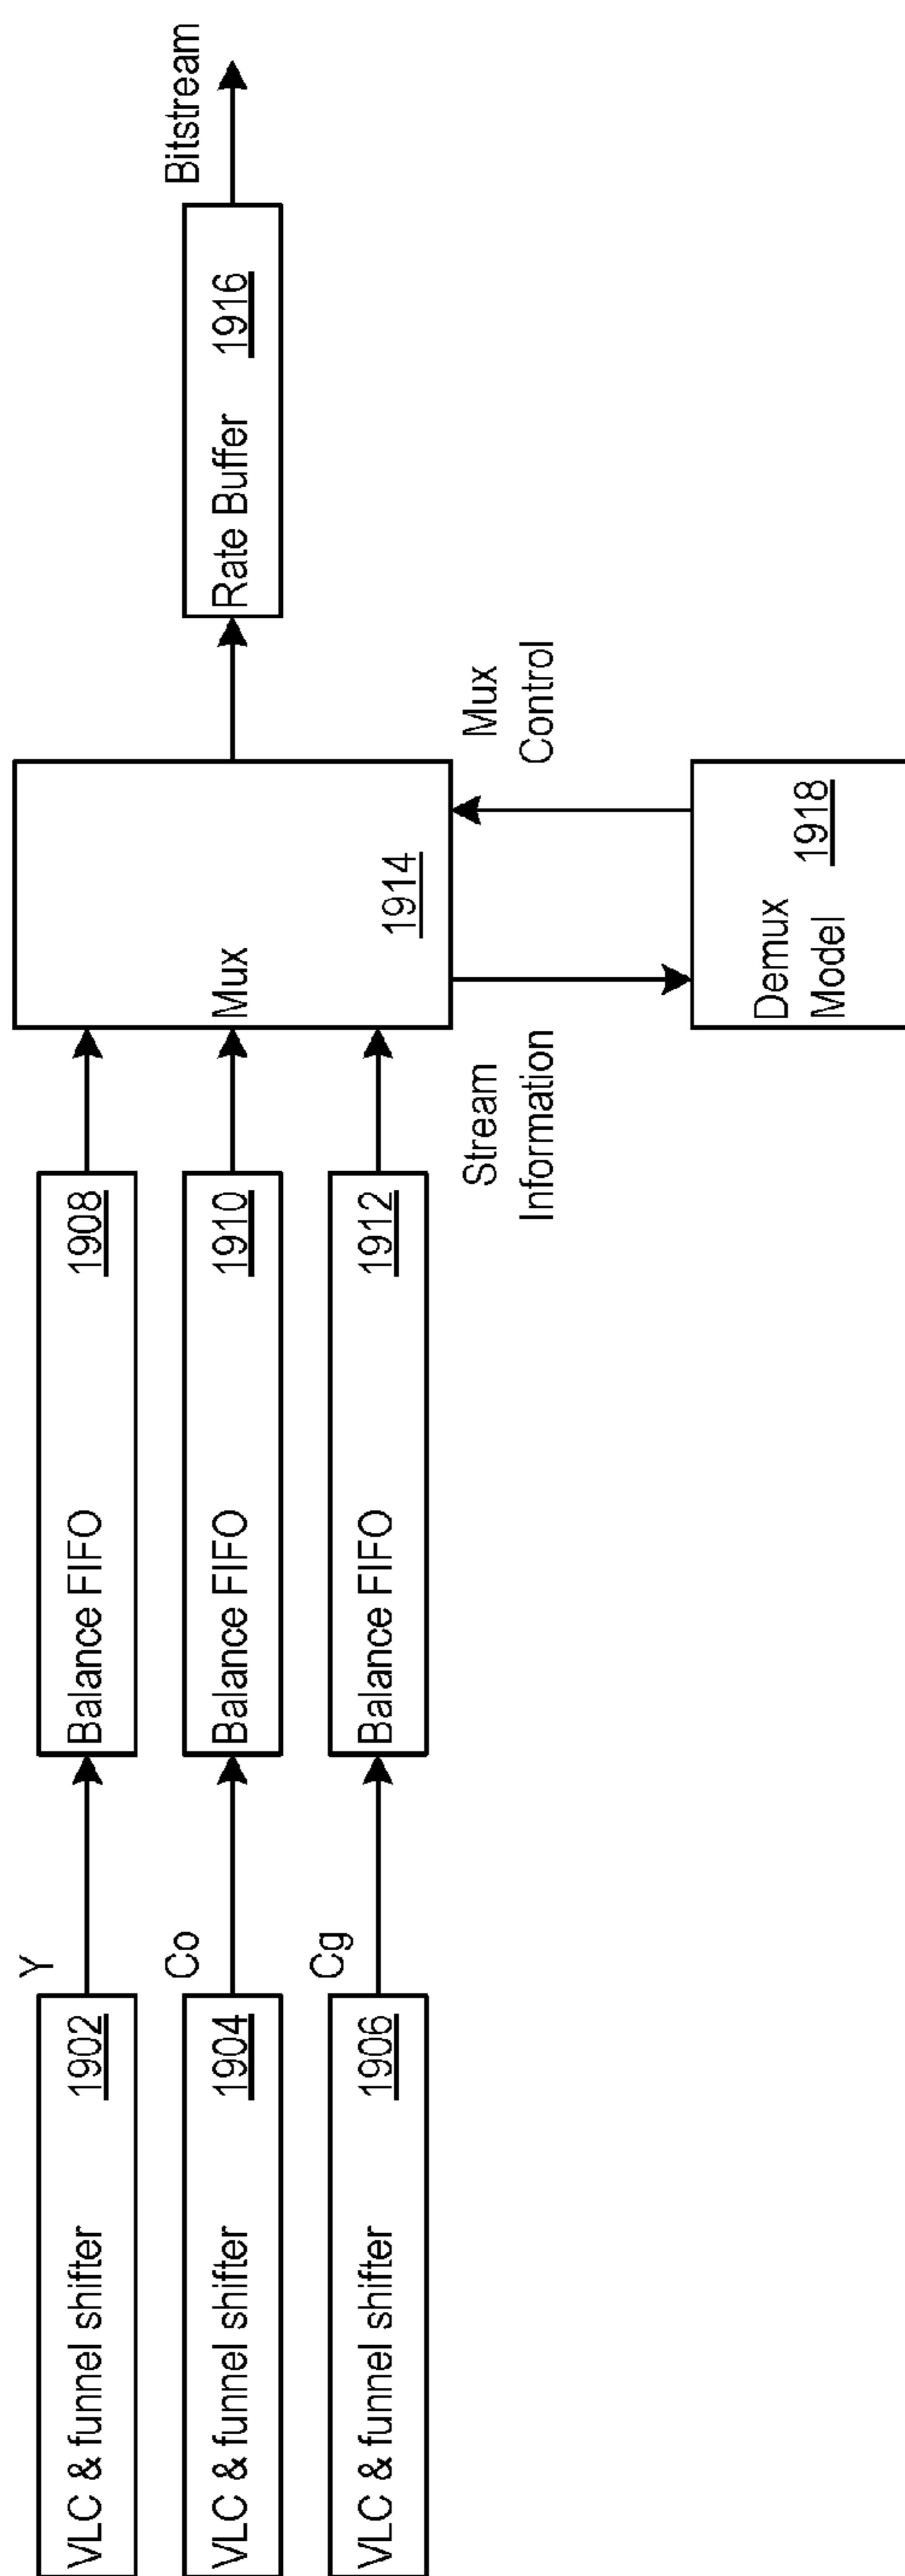 VLC & funnel shifter 1902
Y
Balance FIFO 1908
VLC & funnel shifter 1904
Co
Balance FIFO 1910
VLC & funnel shifter 1906
Cg
Balance FIFO 1912
Mux
1914
Rate Buffer 1916
Bitstream
Stream
Information
Mux
Control
Demux
Model
1918